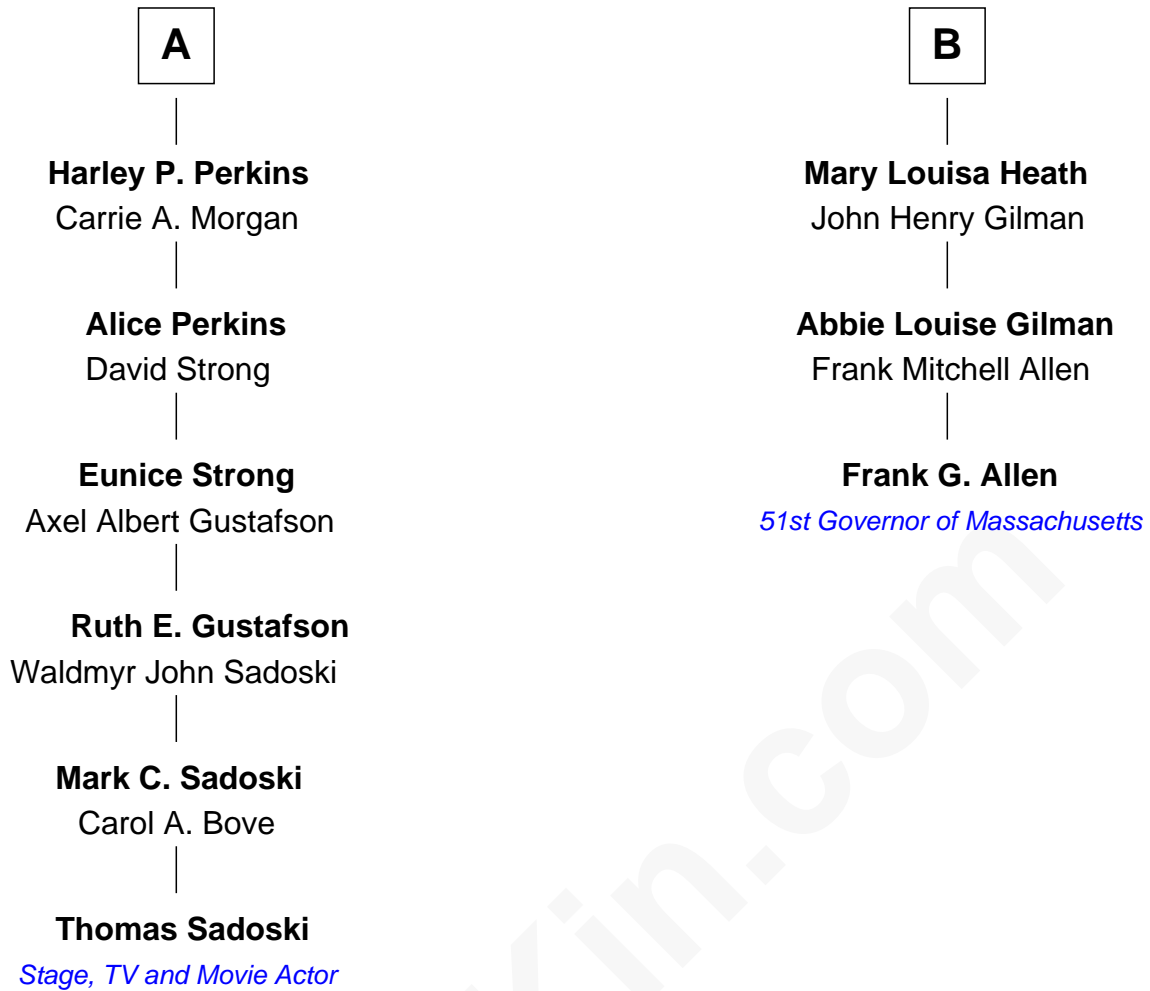 A
Harley P. Perkins
Carrie A. Morgan
Alice Perkins
David Strong
Eunice Strong
Axel Albert Gustafson
Ruth E. Gustafson
Waldmyr John Sadoski
Mark C. Sadoski
Carol A. Bove
Thomas Sadoski
Stage, TV and Movie Actor
B
Mary Louisa Heath
John Henry Gilman
Abbie Louise Gilman
Frank Mitchell Allen
Frank G. Allen
51st Governor of Massachusetts
Kin.com